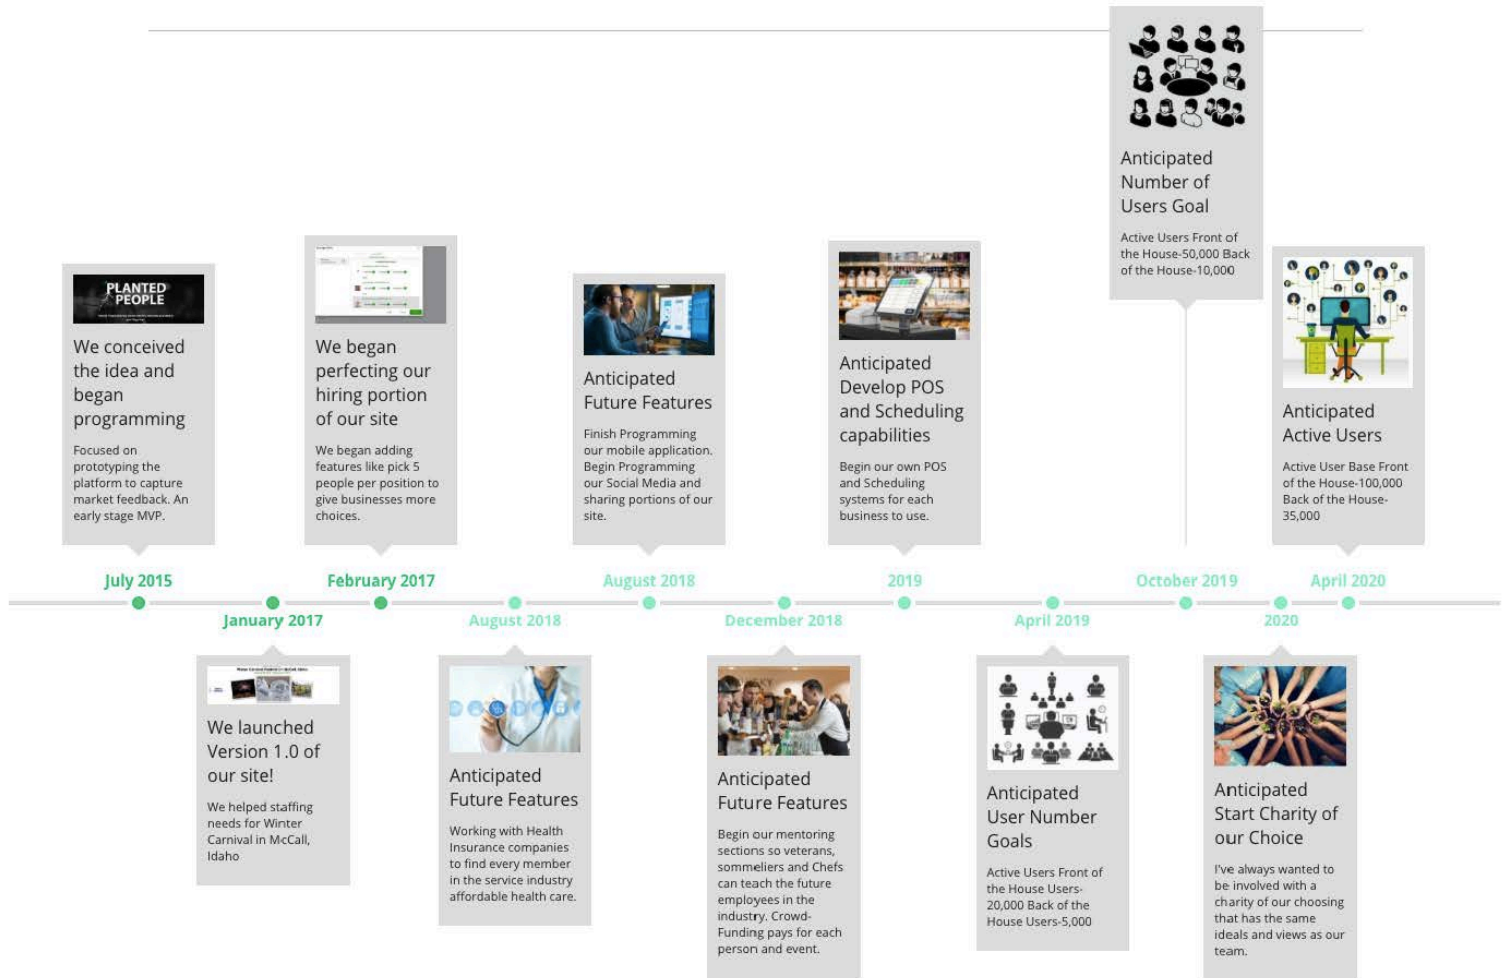 Anticipated
Number of
Users Goal
Active Users Front of
the House-50,000 Back
of the House-10,000
PLANTED
PEOPLE
We conceived
the idea and
began
programming
Focused on
prototyping the
platform to capture
market feedback. An
early stage MVP.
We began
perfecting our
hiring portion
of our site
We began adding
features like pick 5
people per position to
give businesses more
choices.
Anticipated
Future Features
Finish Programming
our mobile application.
Begin Programming
our Social Media and
sharing portions of our
site.
Anticipated
Develop POS
and Scheduling
capabilities
Begin our own POS
and Scheduling
systems for each
business to use.
Anticipated
Active Users
Active User Base Front
of the House-100,000
Back of the House-
35,000
July 2015
February 2017
August 2018
2019
October 2019
April 2020
January 2017
August 2018
December 2018
April 2019
2020
We launched
Version 1.0 of
our site!
We helped staffing
needs for Winter
Carnival in McCall,
Idaho
Anticipated
Future Features
Working with Health
Insurance companies
to find every member
in the service industry
affordable health care.
Anticipated
Future Features
Begin our mentoring
sections so veterans,
sommeliers and Chefs
can teach the future
employees in the
industry. Crowd-
Funding pays for each
person and event.
Anticipated
User Number
Goals
Active Users Front of
the House Users-
20,000 Back of the
House Users-5,000
Anticipated
Start Charity of
our Choice
I've always wanted to
be involved with a
charity of our choosing
that has the same
ideals and views as our
team.